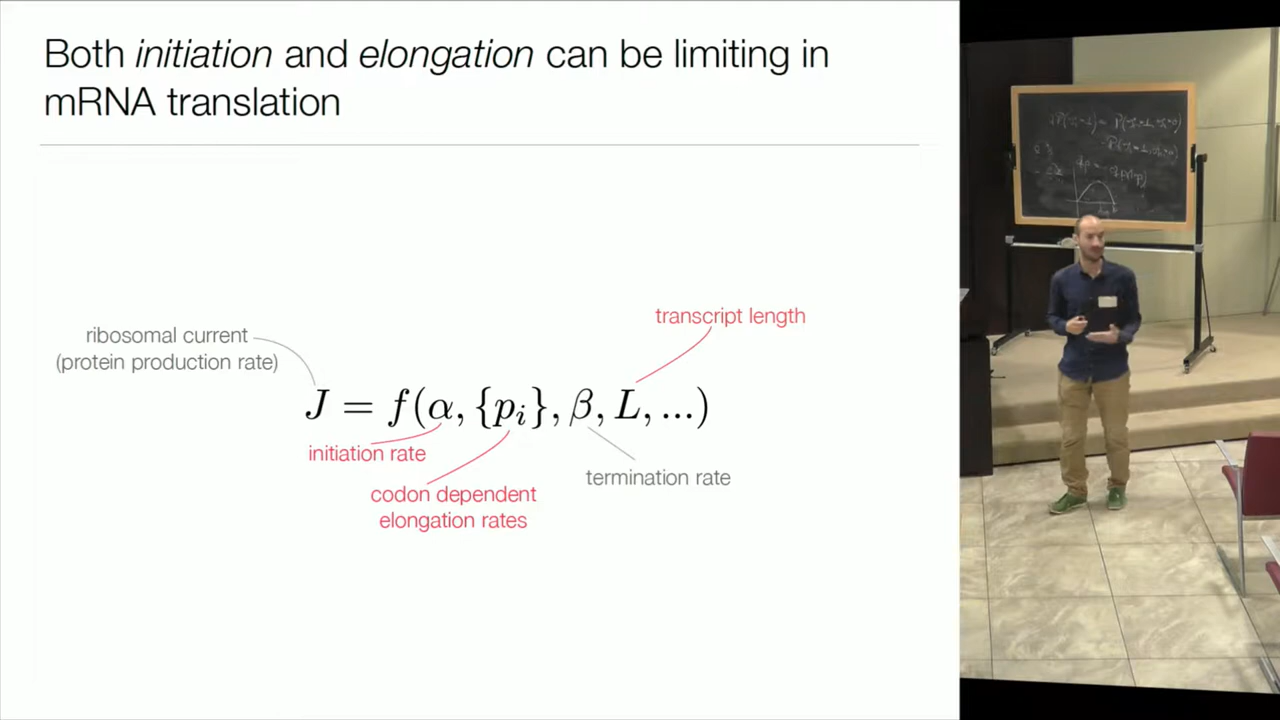 Both initiation and elongation can be limiting in
mRNA translation
transcript length
ribosomal current
(protein production rate)
J = f(α, {p_i}, β, L, ...)
initiation rate
termination rate
codon dependent
elongation rates